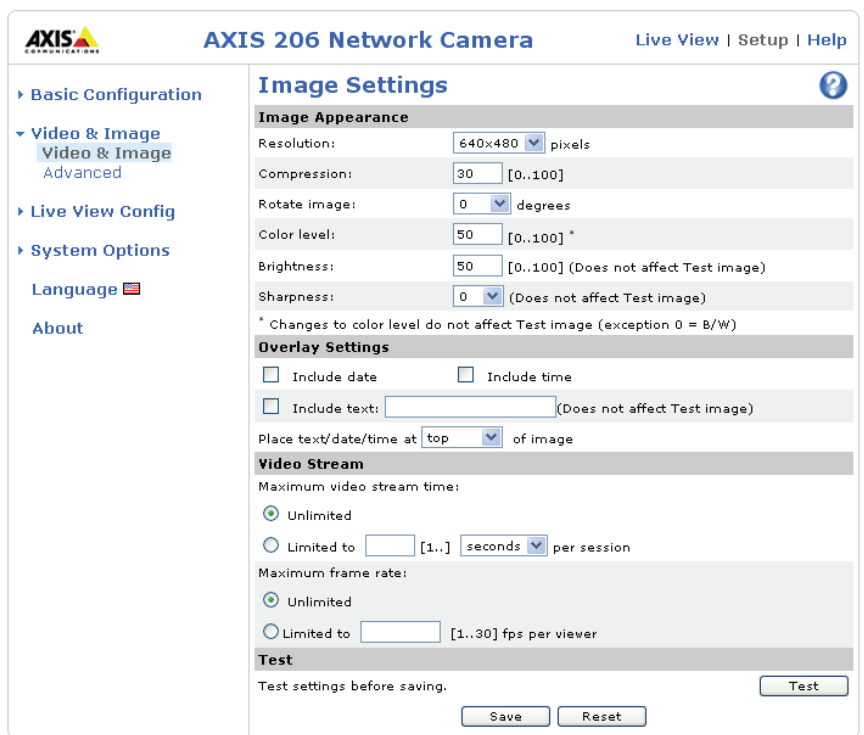 AXIS
COMMUNICATIONS
AXIS 206 Network Camera
Live View | Setup | Help
Basic Configuration
Video & Image
Video & Image
Advanced
Live View Config
System Options
Language
About
Image Settings
?
Image Appearance
Resolution: 640x480 pixels
Compression: 30 [0..100]
Rotate image: 0 degrees
Color level: 50 [0..100] *
Brightness: 50 [0..100] (Does not affect Test image)
Sharpness: 0 (Does not affect Test image)
* Changes to color level do not affect Test image (exception 0 = B/W)
Overlay Settings
Include date Include time
Include text: (Does not affect Test image)
Place text/date/time at top of image
Video Stream
Maximum video stream time:
Unlimited
Limited to [1..] seconds per session
Maximum frame rate:
Unlimited
Limited to [1..30] fps per viewer
Test
Test settings before saving. Test
Save Reset